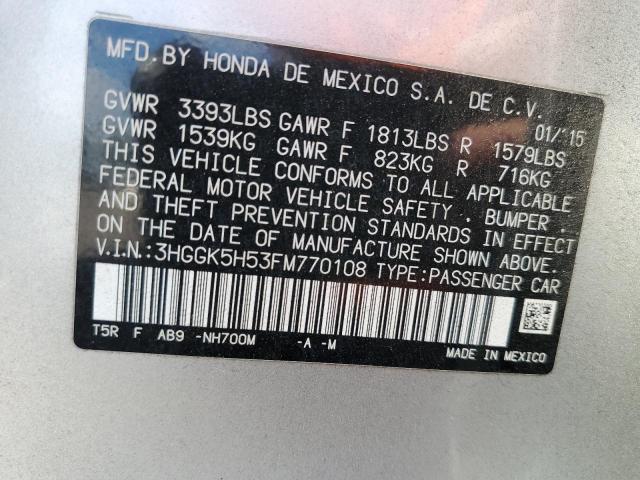 MFD. BY HONDA DE MEXICO S.A. DE C.V.
01/'15
GVWR 3393LBS GAWR F 1813LBS R 1579LBS
GVWR 1539KG GAWR F 823KG R 716KG
THIS VEHICLE CONFORMS TO ALL APPLICABLE
FEDERAL MOTOR VEHICLE SAFETY . BUMPER .
AND THEFT PREVENTION STANDARDS IN EFFECT
ON THE DATE OF MANUFACTURE SHOWN ABOVE.
V.I.N.:3HGGK5H53FM770108 TYPE:PASSENGER CAR
T5R F AB9 -NH700M -A -M
MADE IN MEXICO